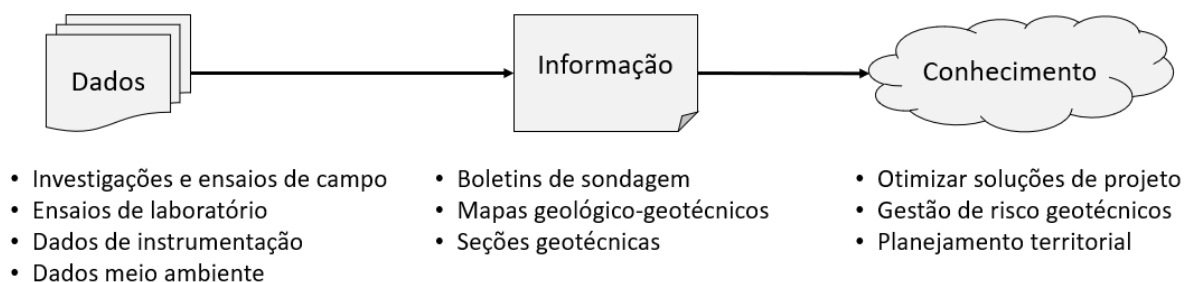 Dados
Informação
Conhecimento
• Investigações e ensaios de campo
• Ensaios de laboratório
• Dados de instrumentação
• Dados meio ambiente
• Boletins de sondagem
• Mapas geológico-geotécnicos
• Seções geotécnicas
• Otimizar soluções de projeto
• Gestão de risco geotécnicos
• Planejamento territorial